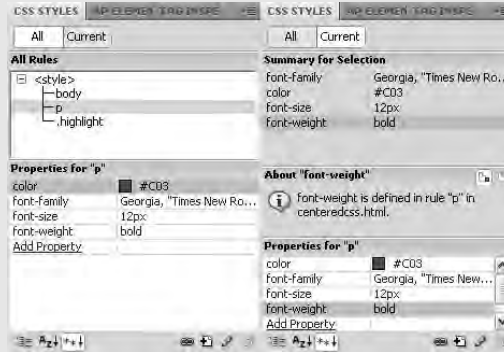 CSS STYLES AP ELEMEN TAG INSPE
All Current
All Rules
<style>
body
p
.highlight
Properties for "p"
color #C03
font-family Georgia, "Times New Ro...
font-size 12px
font-weight bold
Add Property
CSS STYLES AP ELEMEN TAG INSPE
All Current
Summary for Selection
font-family Georgia, "Times New Ro...
color #C03
font-size 12px
font-weight bold
About "font-weight"
font-weight is defined in rule "p" in
centeredcss.html.
Properties for "p"
color #C03
font-family Georgia, "Times New...
font-size 12px
font-weight bold
Add Property